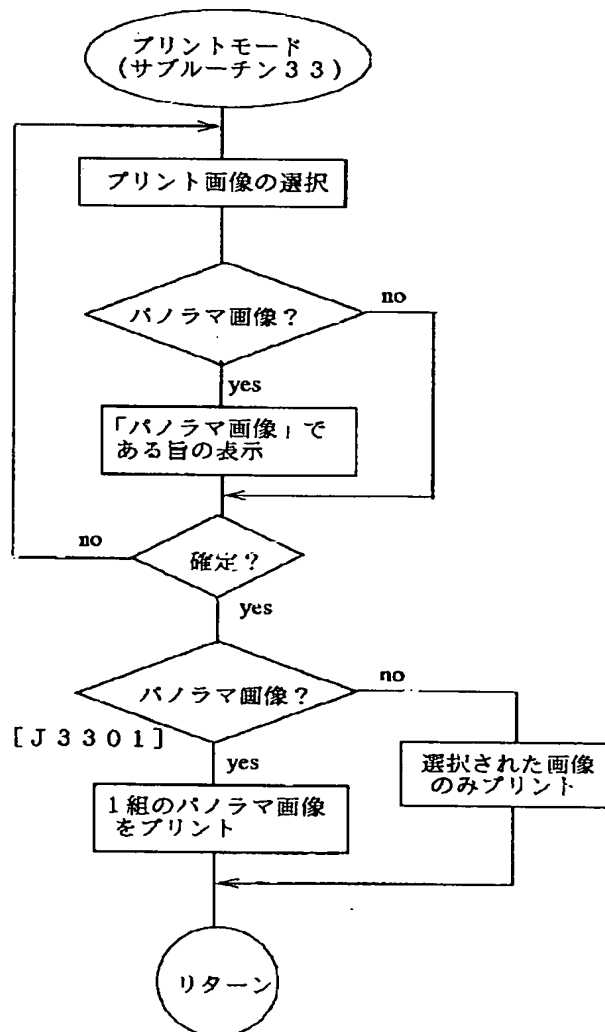 プリントモード
(サブルーチン33)
プリント画像の選択
パノラマ画像?
no
yes
「パノラマ画像」で
ある旨の表示
no
確定?
yes
パノラマ画像?
no
[J3301]
yes
選択された画像
のみプリント
1組のパノラマ画像
をプリント
リターン